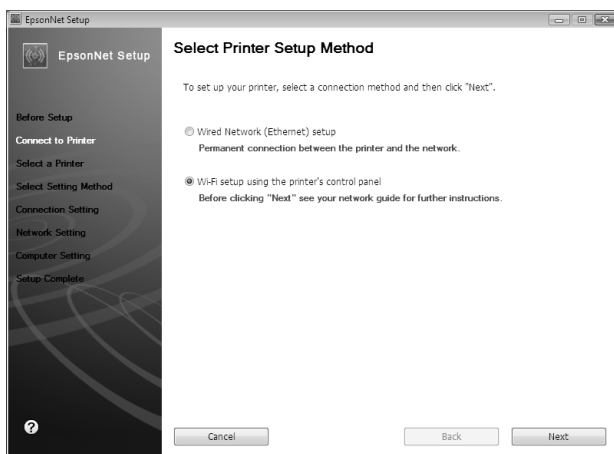 EpsonNet Setup
EpsonNet Setup
Before Setup
Connect to Printer
Select a Printer
Select Setting Method
Connection Setting
Network Setting
Computer Setting
Setup Complete
?
Select Printer Setup Method
To set up your printer, select a connection method and then click "Next".
Wired Network (Ethernet) setup
Permanent connection between the printer and the network.
Wi-Fi setup using the printer's control panel
Before clicking "Next" see your network guide for further instructions.
Cancel
Back
Next